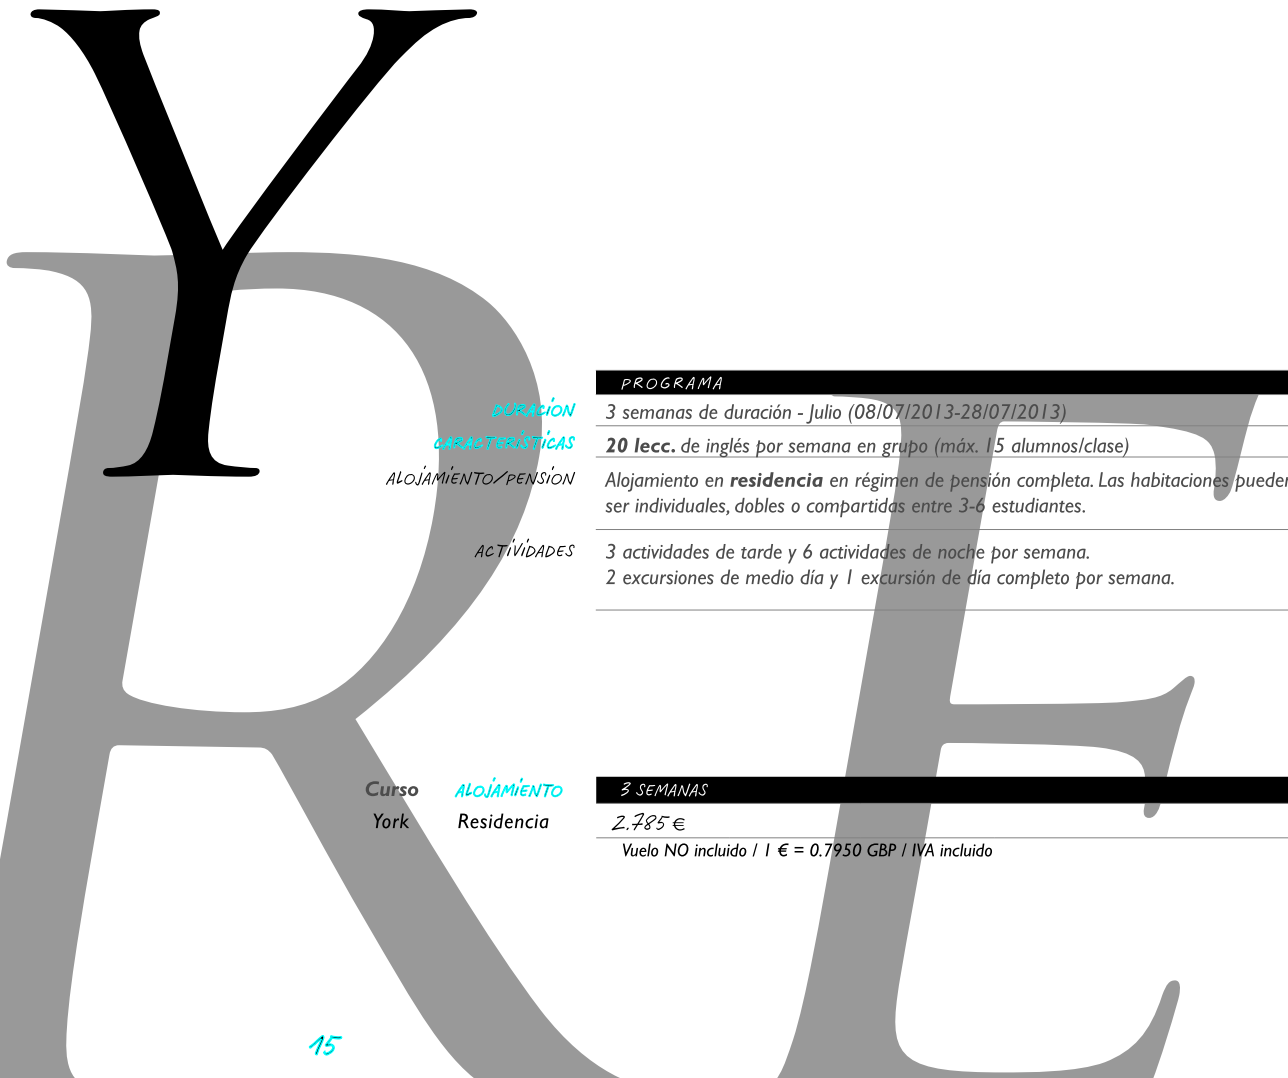 Y
R
E
PROGRAMA
DURACIÓN
3 semanas de duración - Julio (08/07/2013-28/07/2013)
CARACTERÍSTICAS
20 lecc. de inglés por semana en grupo (máx. 15 alumnos/clase)
ALOJAMIENTO/PENSIÓN
Alojamiento en residencia en régimen de pensión completa. Las habitaciones pueden
ser individuales, dobles o compartidas entre 3-6 estudiantes.
ACTIVIDADES
3 actividades de tarde y 6 actividades de noche por semana.
2 excursiones de medio día y 1 excursión de día completo por semana.
Curso ALOJAMIENTO 3 SEMANAS
York Residencia 2.785 €
Vuelo NO incluido / 1 € = 0.7950 GBP / IVA incluido
15